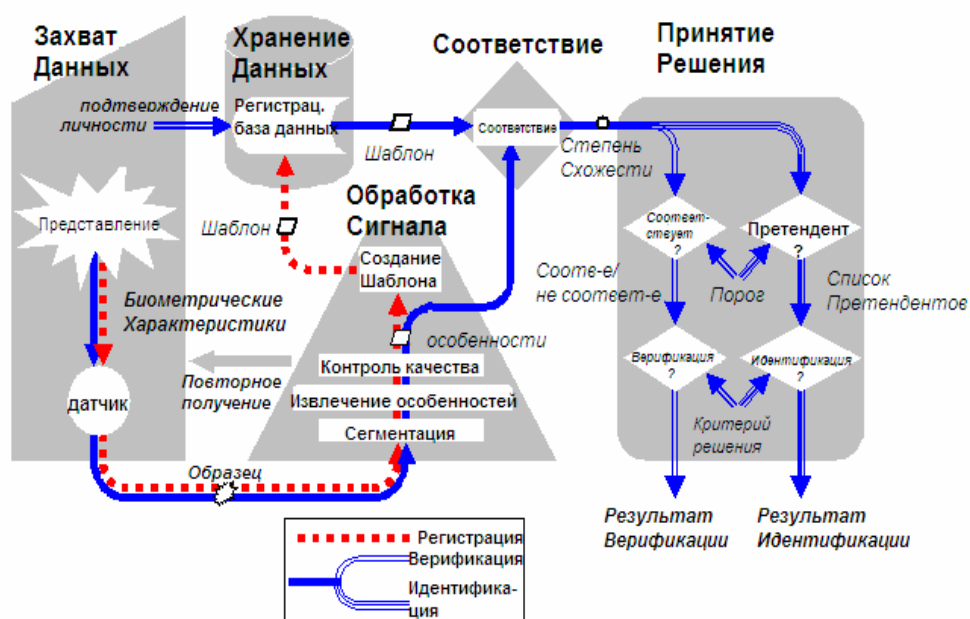 Захват
Данных
Хранение
Данных
Соответствие
Принятие
Решения
подтверждение
личности
Регистрац.
база данных
Шаблон
Соответствие
Степень
Схожести
Представление
Шаблон
Обработка
Сигнала
Создание
Шаблона
Соответ-
ствует
?
Претендент
?
Сооте-е/
не соответ-е
Порог
Список
Претендентов
Биометрические
Характеристики
особенности
Контроль качества
Извлечение особенностей
Сегментация
Повторное
получение
датчик
Верификация
?
Идентификация
?
Критерий
решения
Образец
Результат
Верификации
Результат
Идентификации
Регистрация
Верификация
Идентифика-
ция